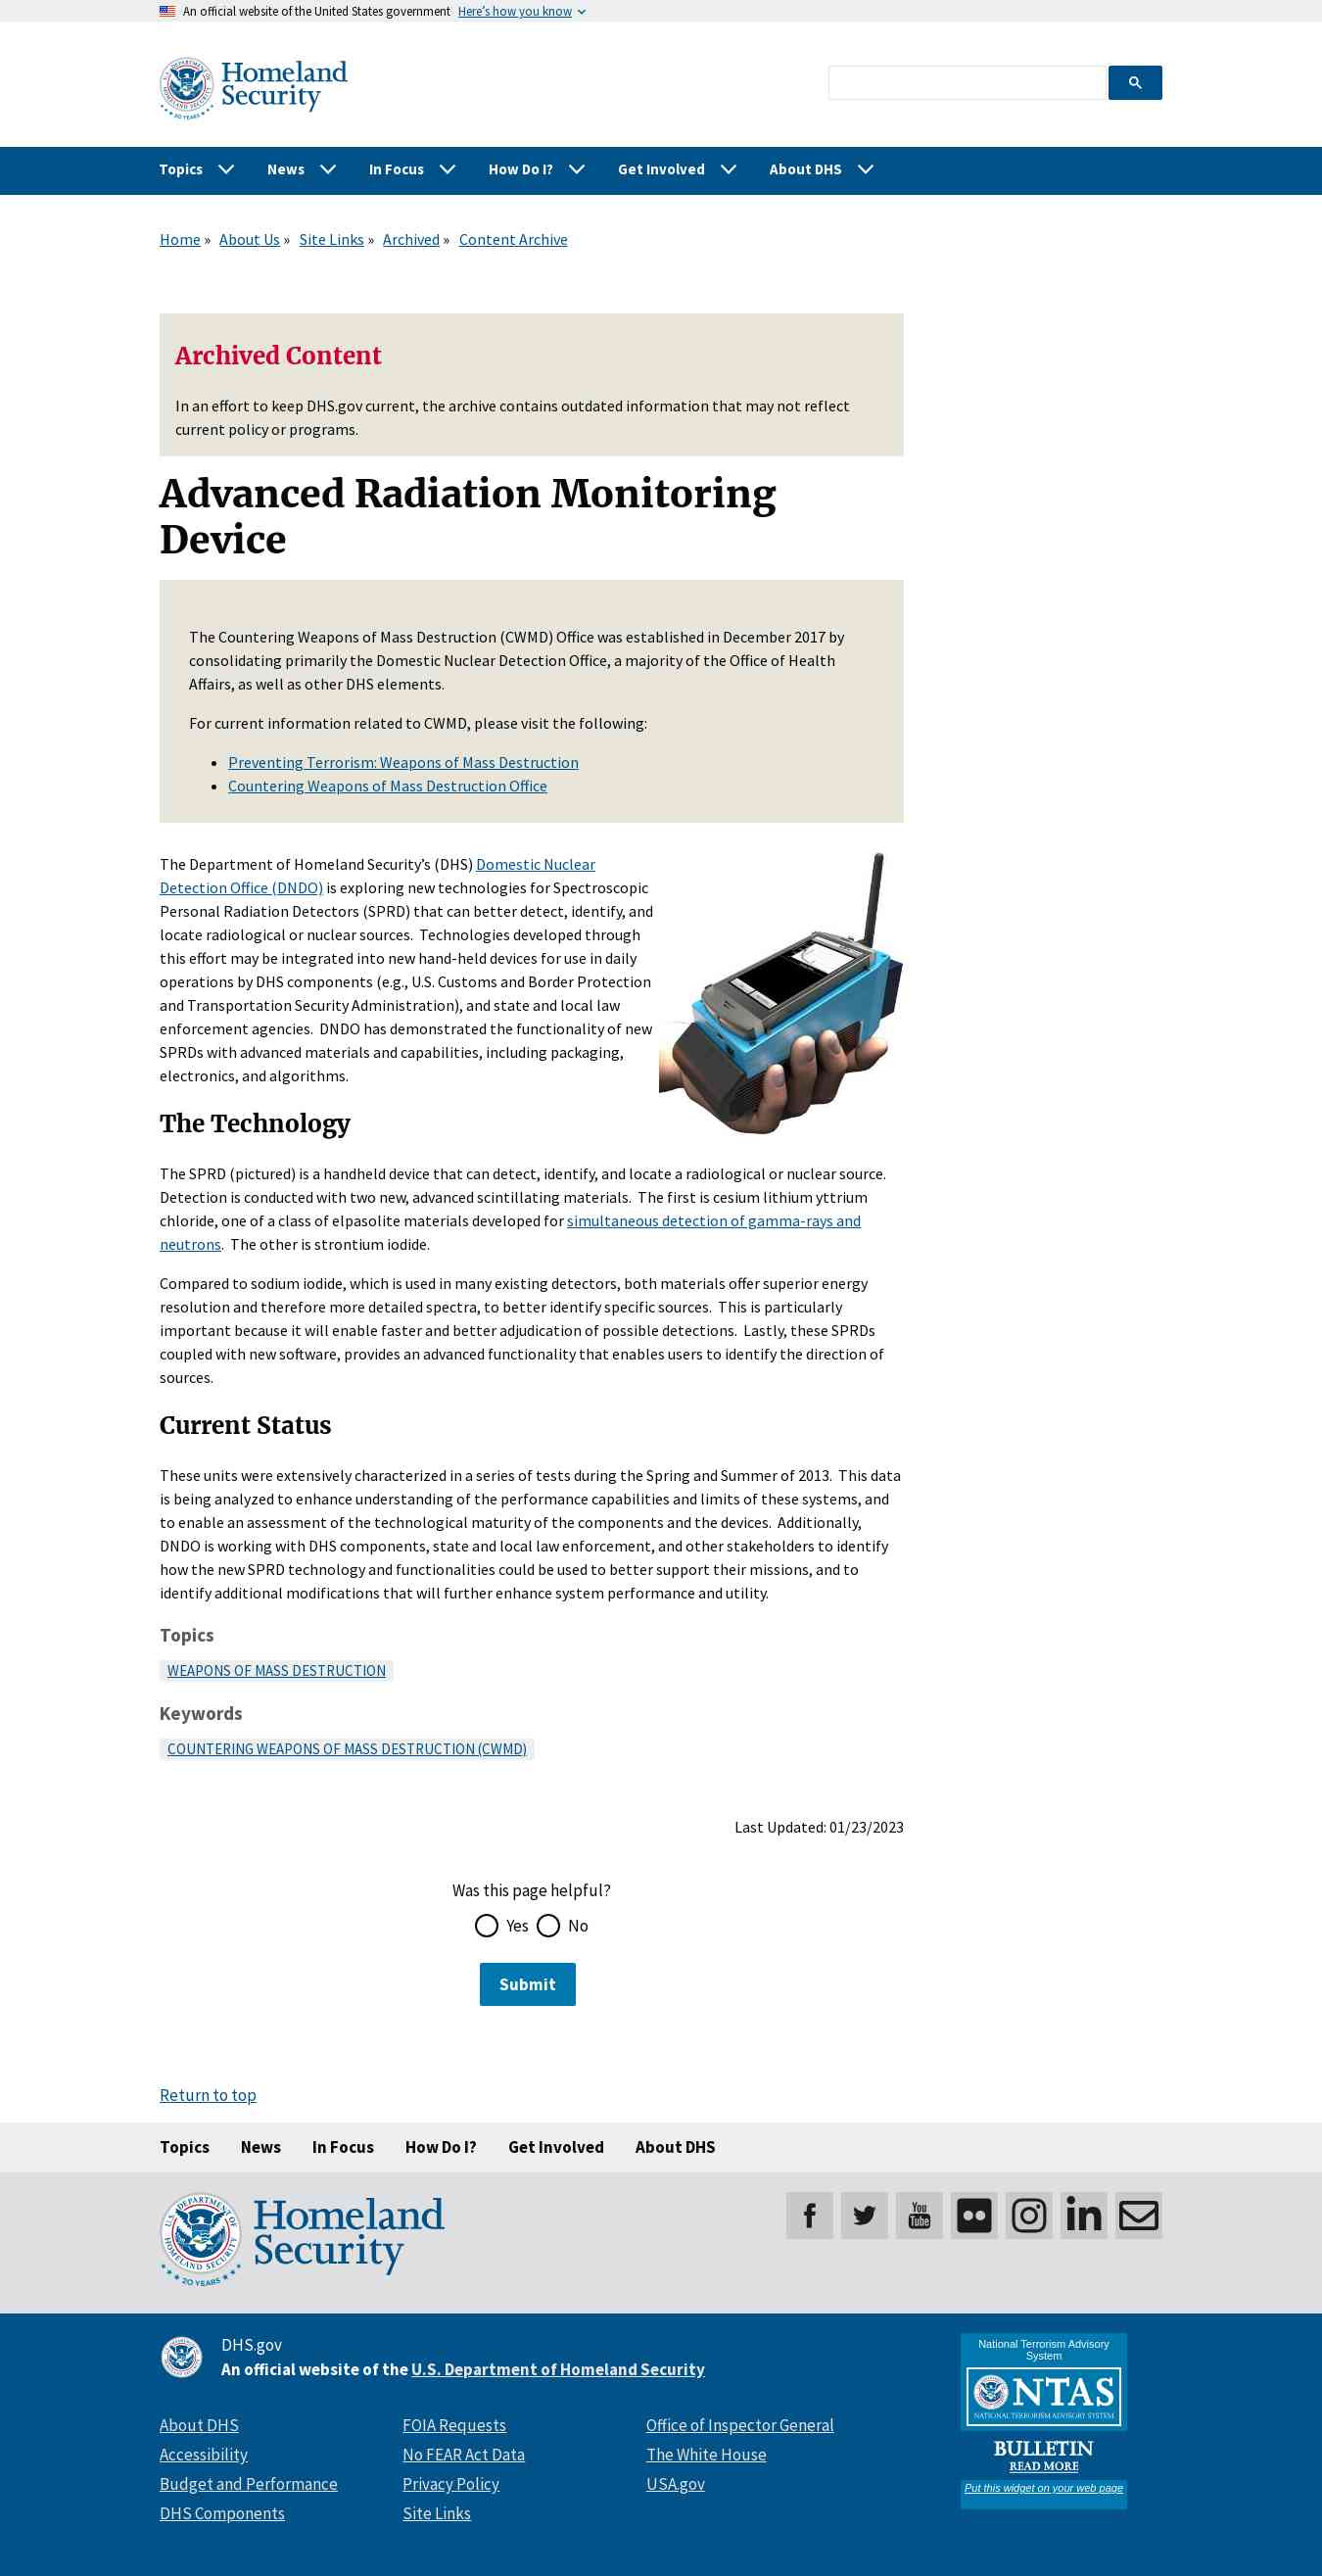 An official website of the United States government Here's how you know
Homeland
Security
Topics News In Focus How Do I? Get Involved About DHS
Home » About Us » Site Links » Archived » Content Archive
Archived Content
In an effort to keep DHS.gov current, the archive contains outdated information that may not reflect
current policy or programs.
Advanced Radiation Monitoring
Device
The Countering Weapons of Mass Destruction (CWMD) Office was established in December 2017 by
consolidating primarily the Domestic Nuclear Detection Office, a majority of the Office of Health
Affairs, as well as other DHS elements.
For current information related to CWMD, please visit the following:
• Preventing Terrorism: Weapons of Mass Destruction
• Countering Weapons of Mass Destruction Office
The Department of Homeland Security's (DHS) Domestic Nuclear
Detection Office (DNDO) is exploring new technologies for Spectroscopic
Personal Radiation Detectors (SPRD) that can better detect, identify, and
locate radiological or nuclear sources. Technologies developed through
this effort may be integrated into new hand-held devices for use in daily
operations by DHS components (e.g., U.S. Customs and Border Protection
and Transportation Security Administration), and state and local law
enforcement agencies. DNDO has demonstrated the functionality of new
SPRDs with advanced materials and capabilities, including packaging,
electronics, and algorithms.
The Technology
The SPRD (pictured) is a handheld device that can detect, identify, and locate a radiological or nuclear source.
Detection is conducted with two new, advanced scintillating materials. The first is cesium lithium yttrium
chloride, one of a class of elpasolite materials developed for simultaneous detection of gamma-rays and
neutrons. The other is strontium iodide.
Compared to sodium iodide, which is used in many existing detectors, both materials offer superior energy
resolution and therefore more detailed spectra, to better identify specific sources. This is particularly
important because it will enable faster and better adjudication of possible detections. Lastly, these SPRDs
coupled with new software, provides an advanced functionality that enables users to identify the direction of
sources.
Current Status
These units were extensively characterized in a series of tests during the Spring and Summer of 2013. This data
is being analyzed to enhance understanding of the performance capabilities and limits of these systems, and
to enable an assessment of the technological maturity of the components and the devices. Additionally,
DNDO is working with DHS components, state and local law enforcement, and other stakeholders to identify
how the new SPRD technology and functionalities could be used to better support their missions, and to
identify additional modifications that will further enhance system performance and utility.
Topics
WEAPONS OF MASS DESTRUCTION
Keywords
COUNTERING WEAPONS OF MASS DESTRUCTION (CWMD)
Last Updated: 01/23/2023
Was this page helpful?
Yes No
Submit
Return to top
Topics News In Focus How Do I? Get Involved About DHS
U.S. DEPARTMENT OF HOMELAND SECURITY
20 YEARS
Homeland
Security
You
Tube
DHS.gov
An official website of the U.S. Department of Homeland Security
About DHS
Accessibility
Budget and Performance
DHS Components
FOIA Requests
No FEAR Act Data
Privacy Policy
Site Links
Office of Inspector General
The White House
USA.gov
National Terrorism Advisory
System
NTAS
NATIONAL TERRORISM ADVISORY SYSTEM
BULLETIN
READ MORE
Put this widget on your web page